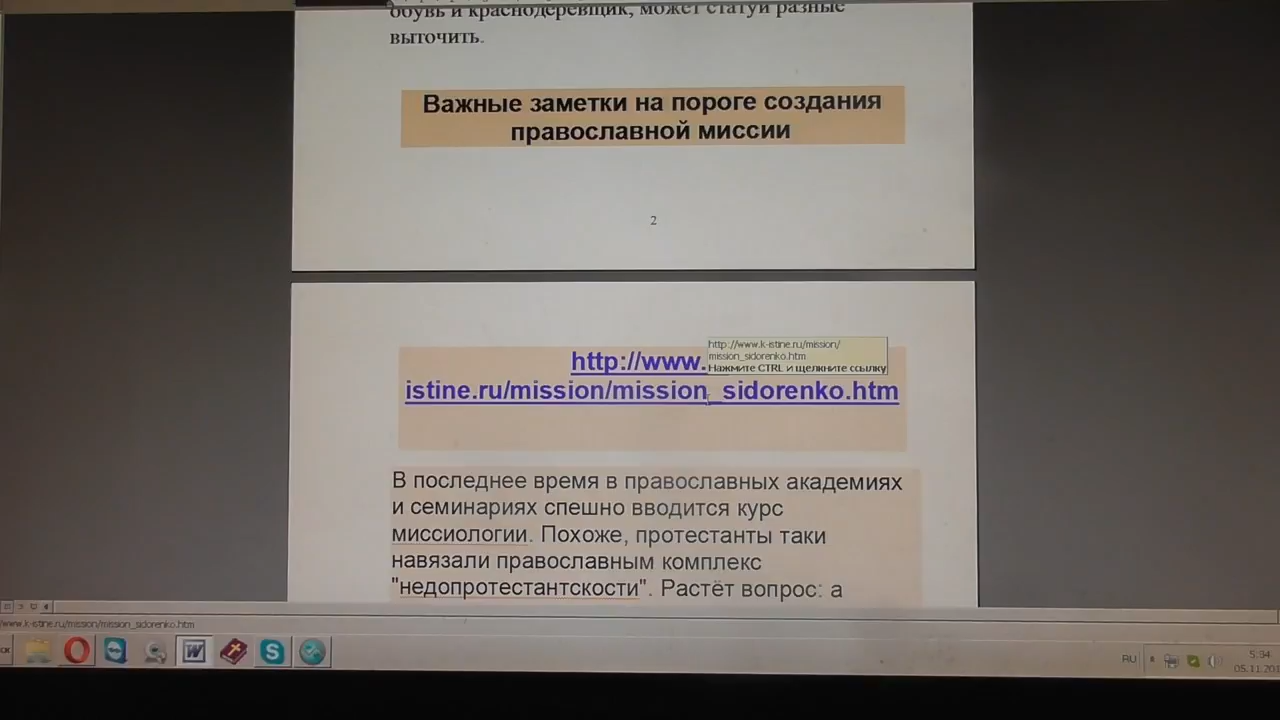 обувь и краснодеревщик, может статуи разные
выточить.
Важные заметки на пороге создания
православной миссии
2
http://www.
http://www.k-istine.ru/mission/
mission_sidorenko.htm
Нажмите CTRL и щелкните ссылку
istine.ru/mission/mission_sidorenko.htm
В последнее время в православных академиях
и семинариях спешно вводится курс
миссиологии. Похоже, протестанты таки
навязали православным комплекс
"недопротестантскости". Растёт вопрос: а
/www.k-istine.ru/mission/mission_sidorenko.htm
RU
5:34
05.11.201